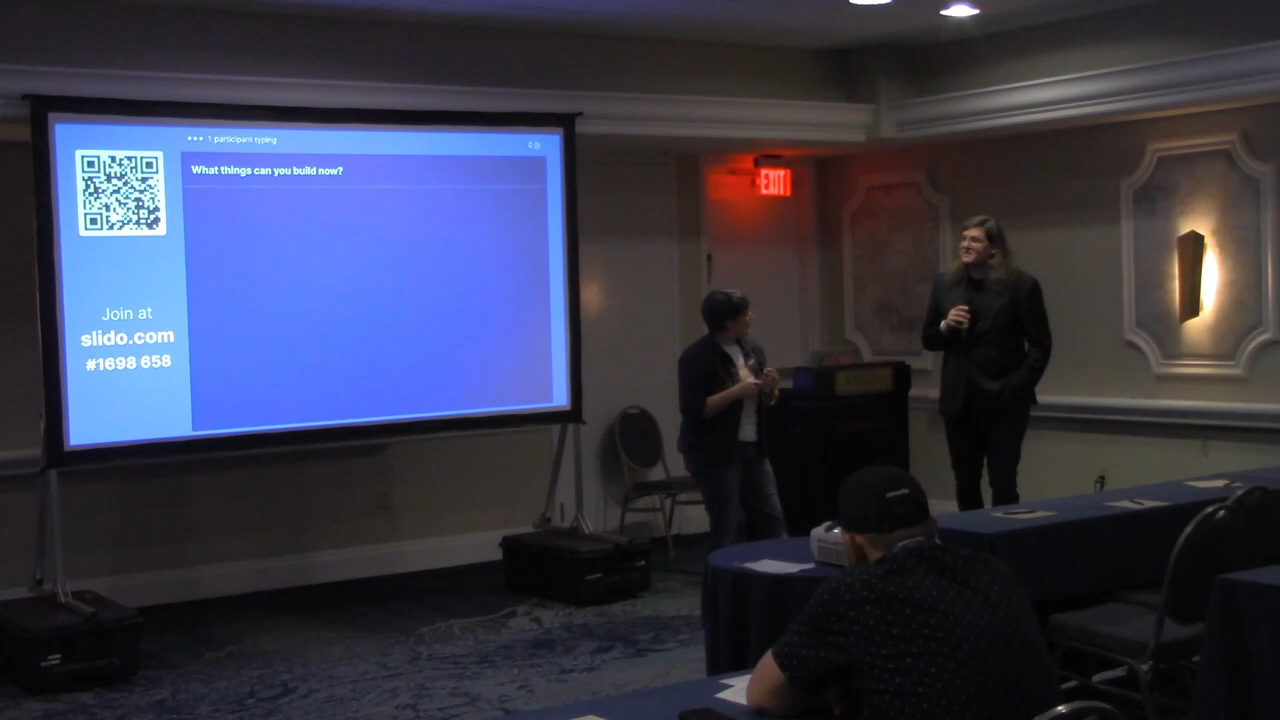 1 participant typing
What things can you build now?
Join at
slido.com
#1698 658
EXIT